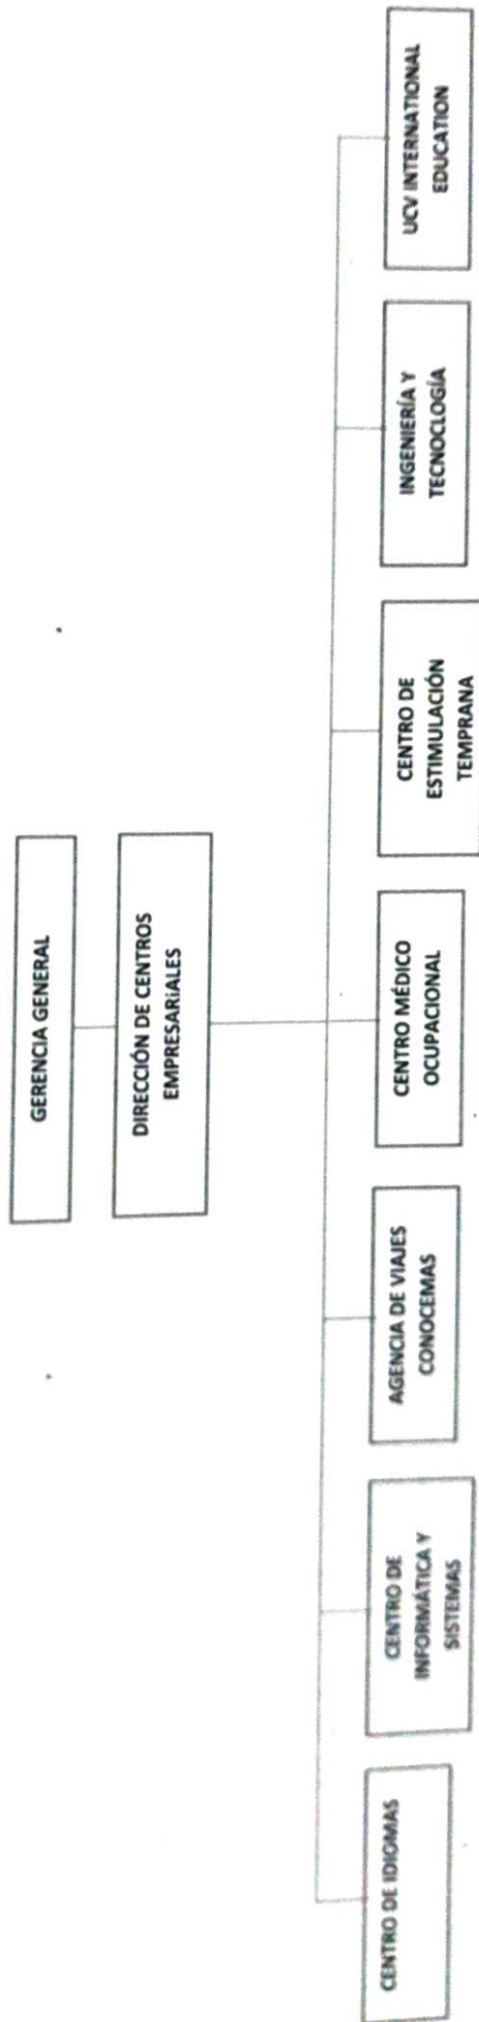 GERENCIA GENERAL
DIRECCIÓN DE CENTROS
EMPRESARiALES
CENTRO DE IDIOMAS
CENTRO DE
INFORMÁTICA Y
SISTEMAS
AGENCIA DE VIAJES
CONOCEMAS
CENTRO MÉDICO
OCUPACIONAL
CENTRO DE
ESTIMULACIÓN
TEMPRANA
INGENIERÍA Y
TECNOCLOGÍA
UCV INTERNATIONAL
EDUCATION